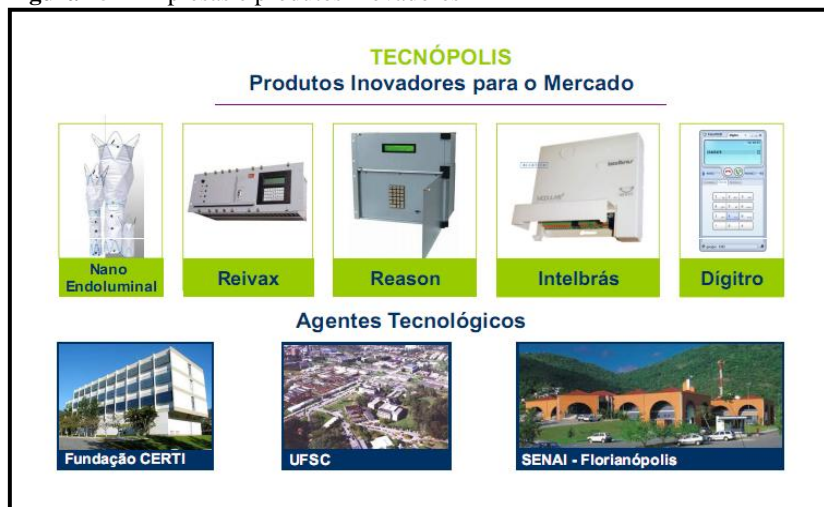 TECNÓPOLIS
Produtos Inovadores para o Mercado
Nano
Endoluminal
Reivax
Reason
Intelbrás
Dígitro
Agentes Tecnológicos
Fundação CERTI
UFSC
SENAI - Florianópolis